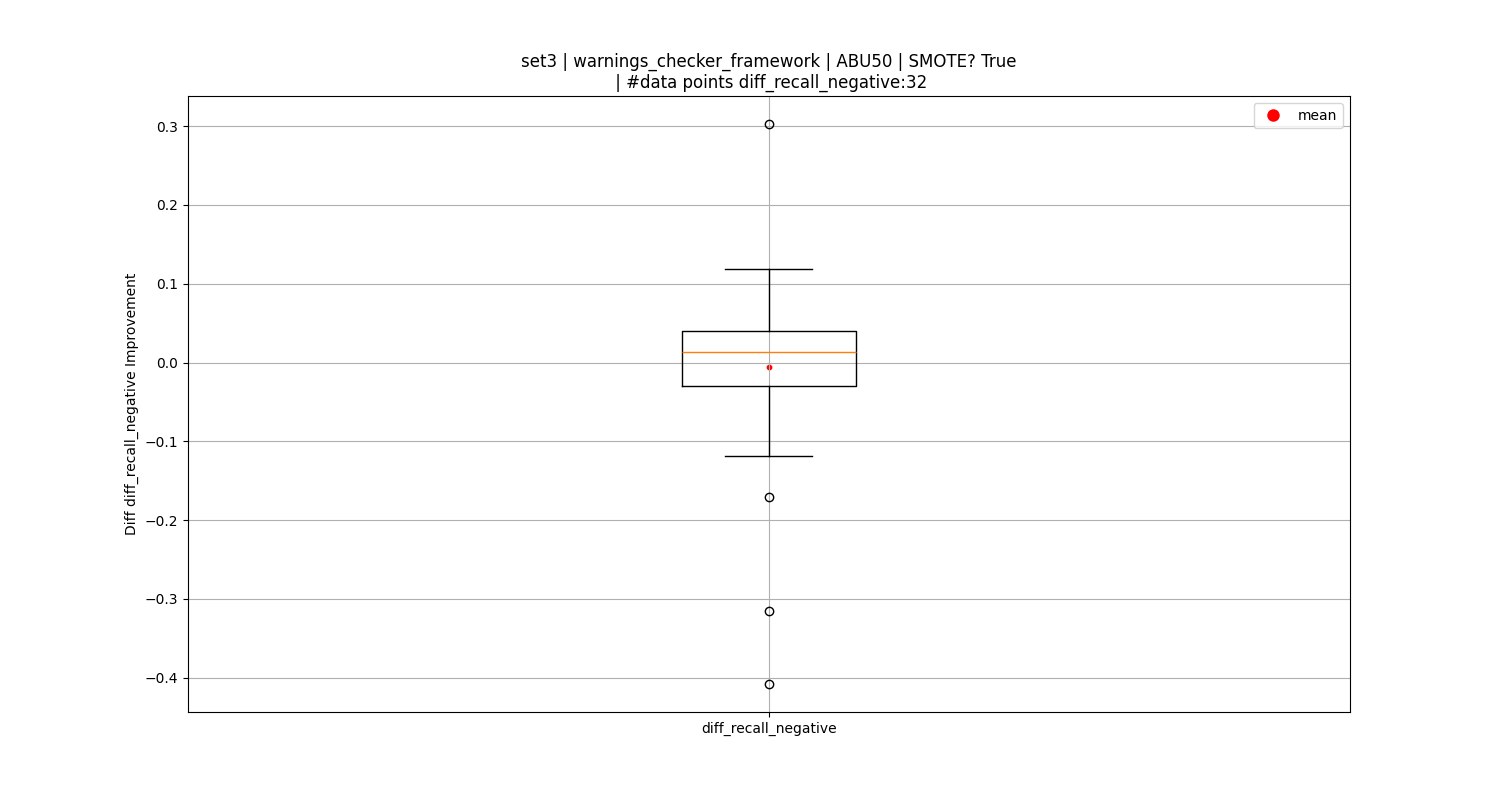 set3 | warnings_checker_framework | ABU50 | SMOTE? True
| #data points diff_recall_negative:32
mean
0.3
0.2
0.1
0.0
−0.1
−0.2
−0.3
−0.4
Diff diff_recall_negative Improvement
diff_recall_negative